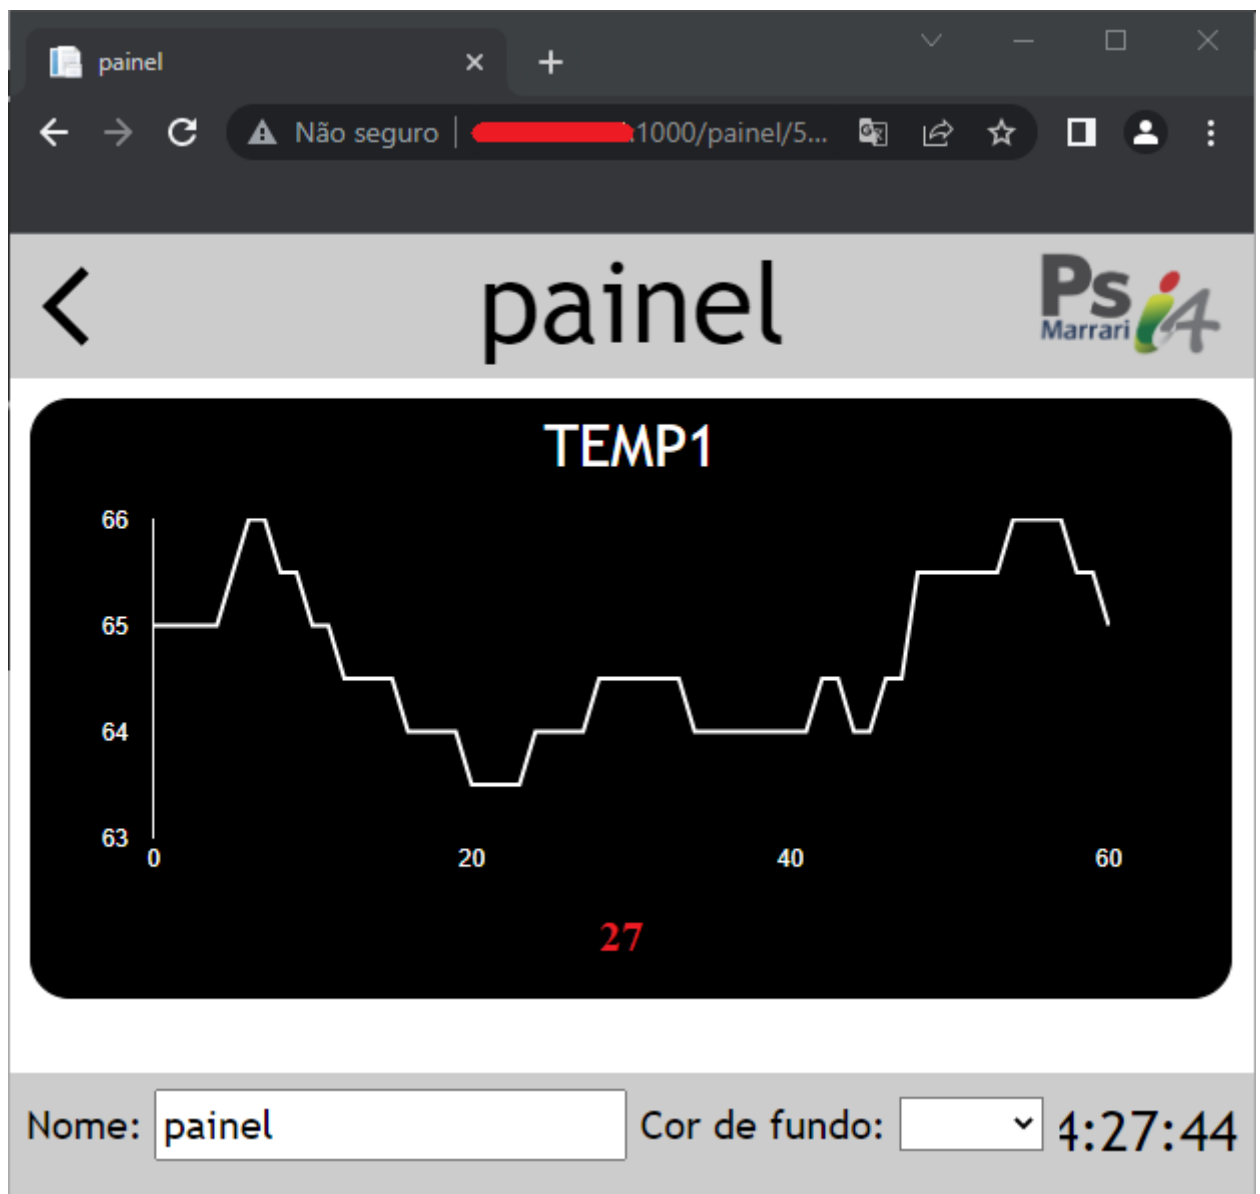 painel
Não seguro
:1000/painel/5...
painel
Ps i4
Marrari
TEMP1
66
65
64
63
0 20 40 60
27
Nome: painel Cor de fundo: 4:27:44